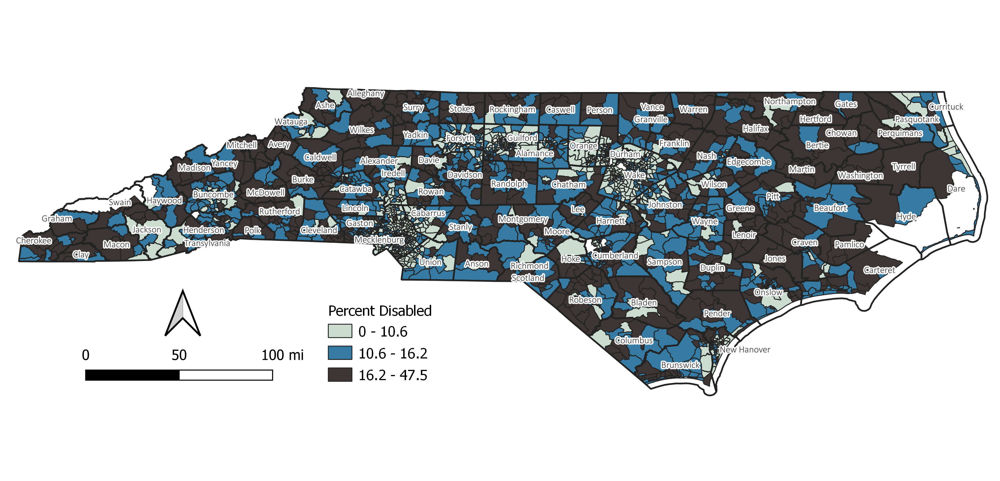 Alleghany
Ashe
Surry
Stokes
Rockingham
Caswell
Person
Vance
Warren
Northampton
Gates
Currituck
Watauga
Wilkes
Granville
Halifax
Hertford
Pasquotank
Mitchell
Avery
Yadkin
Forsyth
Guilford
Orange
Franklin
Chowan
Perquimans
Bertie
Madison
Yancey
Caldwell
Alexander
Davie
Alamance
Durham
Nash
Edgecombe
Martin
Tyrrell
Burke
Iredell
Davidson
Wake
Washington
Swain
Haywood
Buncombe
McDowell
Catawba
Rowan
Randolph
Chatham
Wilson
Pitt
Dare
Graham
Rutherford
Lincoln
Cabarrus
Lee
Johnston
Greene
Beaufort
Hyde
Cherokee
Jackson
Henderson
Polk
Cleveland
Gaston
Stanly
Montgomery
Harnett
Wayne
Lenoir
Macon
Transylvania
Mecklenburg
Moore
Craven
Pamlico
Clay
Union
Anson
Richmond
Hoke
Cumberland
Sampson
Duplin
Jones
Carteret
Scotland
Robeson
Bladen
Onslow
Pender
Columbus
New Hanover
Brunswick
Percent Disabled
0 - 10.6
10.6 - 16.2
16.2 - 47.5
0 50 100 mi